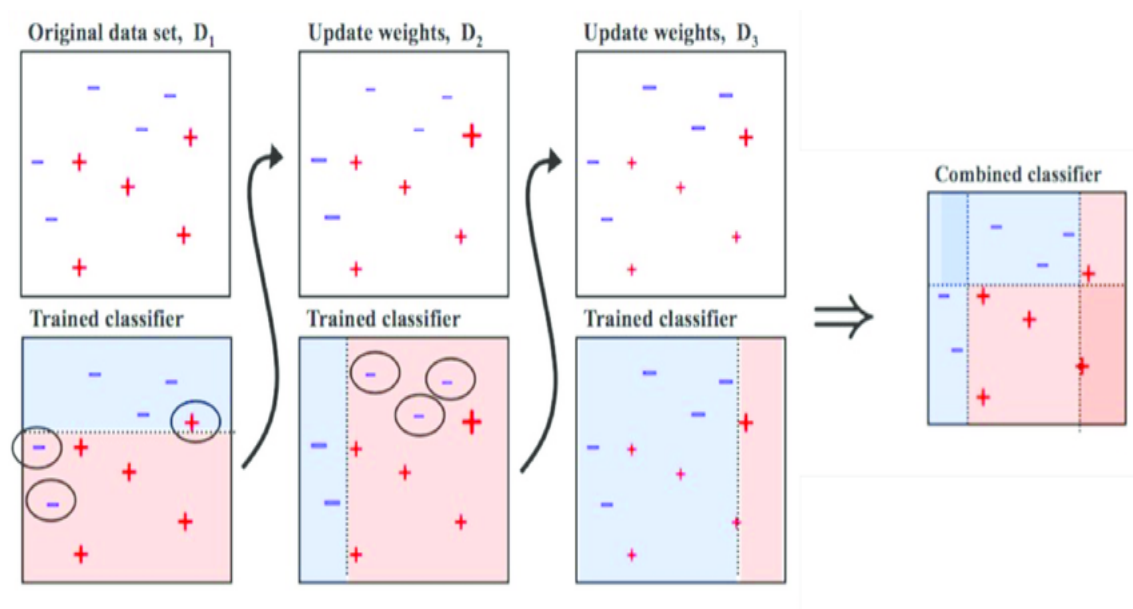 Original data set, D₁
Update weights, D₂
Update weights, D₃
Combined classifier
Trained classifier
Trained classifier
Trained classifier